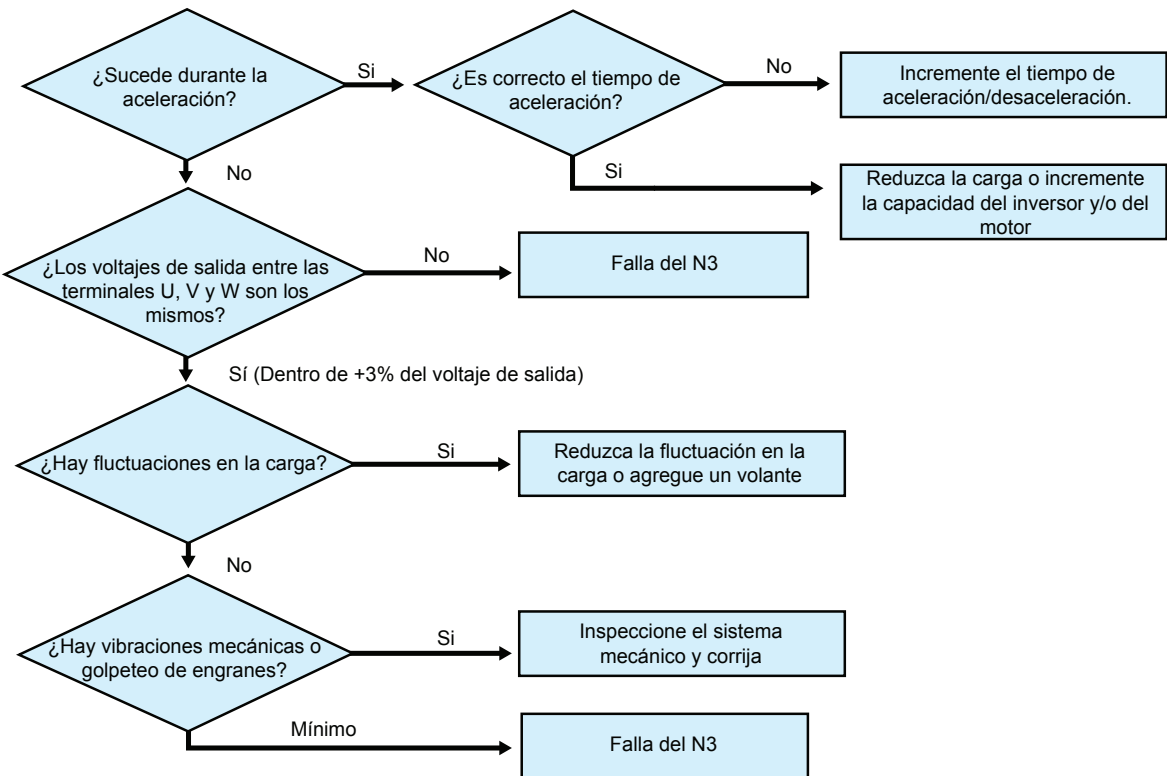 ¿Sucede durante la
aceleración?
Si
¿Es correcto el tiempo de
aceleración?
No
Incremente el tiempo de
aceleración/desaceleración.
Si
Reduzca la carga o incremente
la capacidad del inversor y/o del
motor
No
¿Los voltajes de salida entre las
terminales U, V y W son los
mismos?
No
Falla del N3
Sí (Dentro de +3% del voltaje de salida)
¿Hay fluctuaciones en la carga?
Si
Reduzca la fluctuación en la
carga o agregue un volante
No
¿Hay vibraciones mecánicas o
golpeteo de engranes?
Si
Inspeccione el sistema
mecánico y corrija
Mínimo
Falla del N3